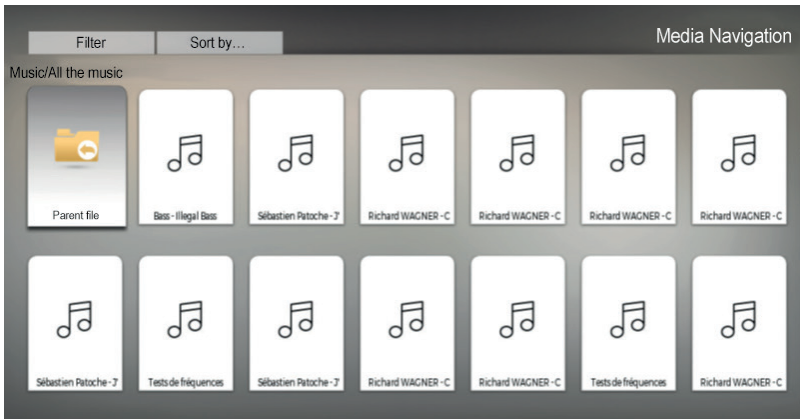 Filter
Sort by...
Media Navigation
Music/All the music
Parent file
Bass - Illegal Bass
Sébastien Patoche - J'
Richard WAGNER - C
Richard WAGNER - C
Richard WAGNER - C
Richard WAGNER - C
Sébastien Patoche - J'
Tests de fréquences
Sébastien Patoche - J'
Richard WAGNER - C
Richard WAGNER - C
Tests de fréquences
Richard WAGNER - C